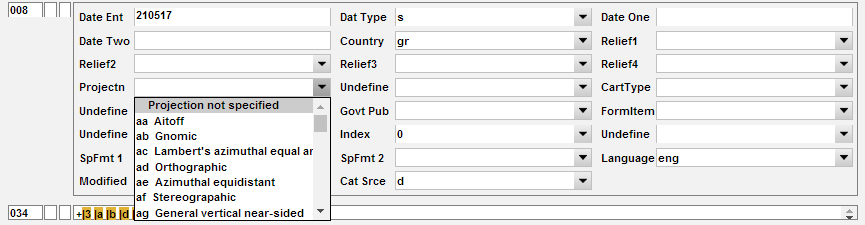 008
Date Ent 210517 Dat Type s Date One
Date Two Country gr Relief1
Relief2 Relief3 Relief4
Projectn Undefine CartType
Projection not specified
Undefine aa Aitoff Govt Pub FormItem
Undefine ab Gnomic Index 0 Undefine
ac Lambert's azimuthal equal ar
SpFmt 1 ad Orthographic SpFmt 2 Language eng
Modified ae Azimuthal equidistant Cat Srce d
af Stereograpahic
ag General vertical near-sided
034 +|3 |a |b |d